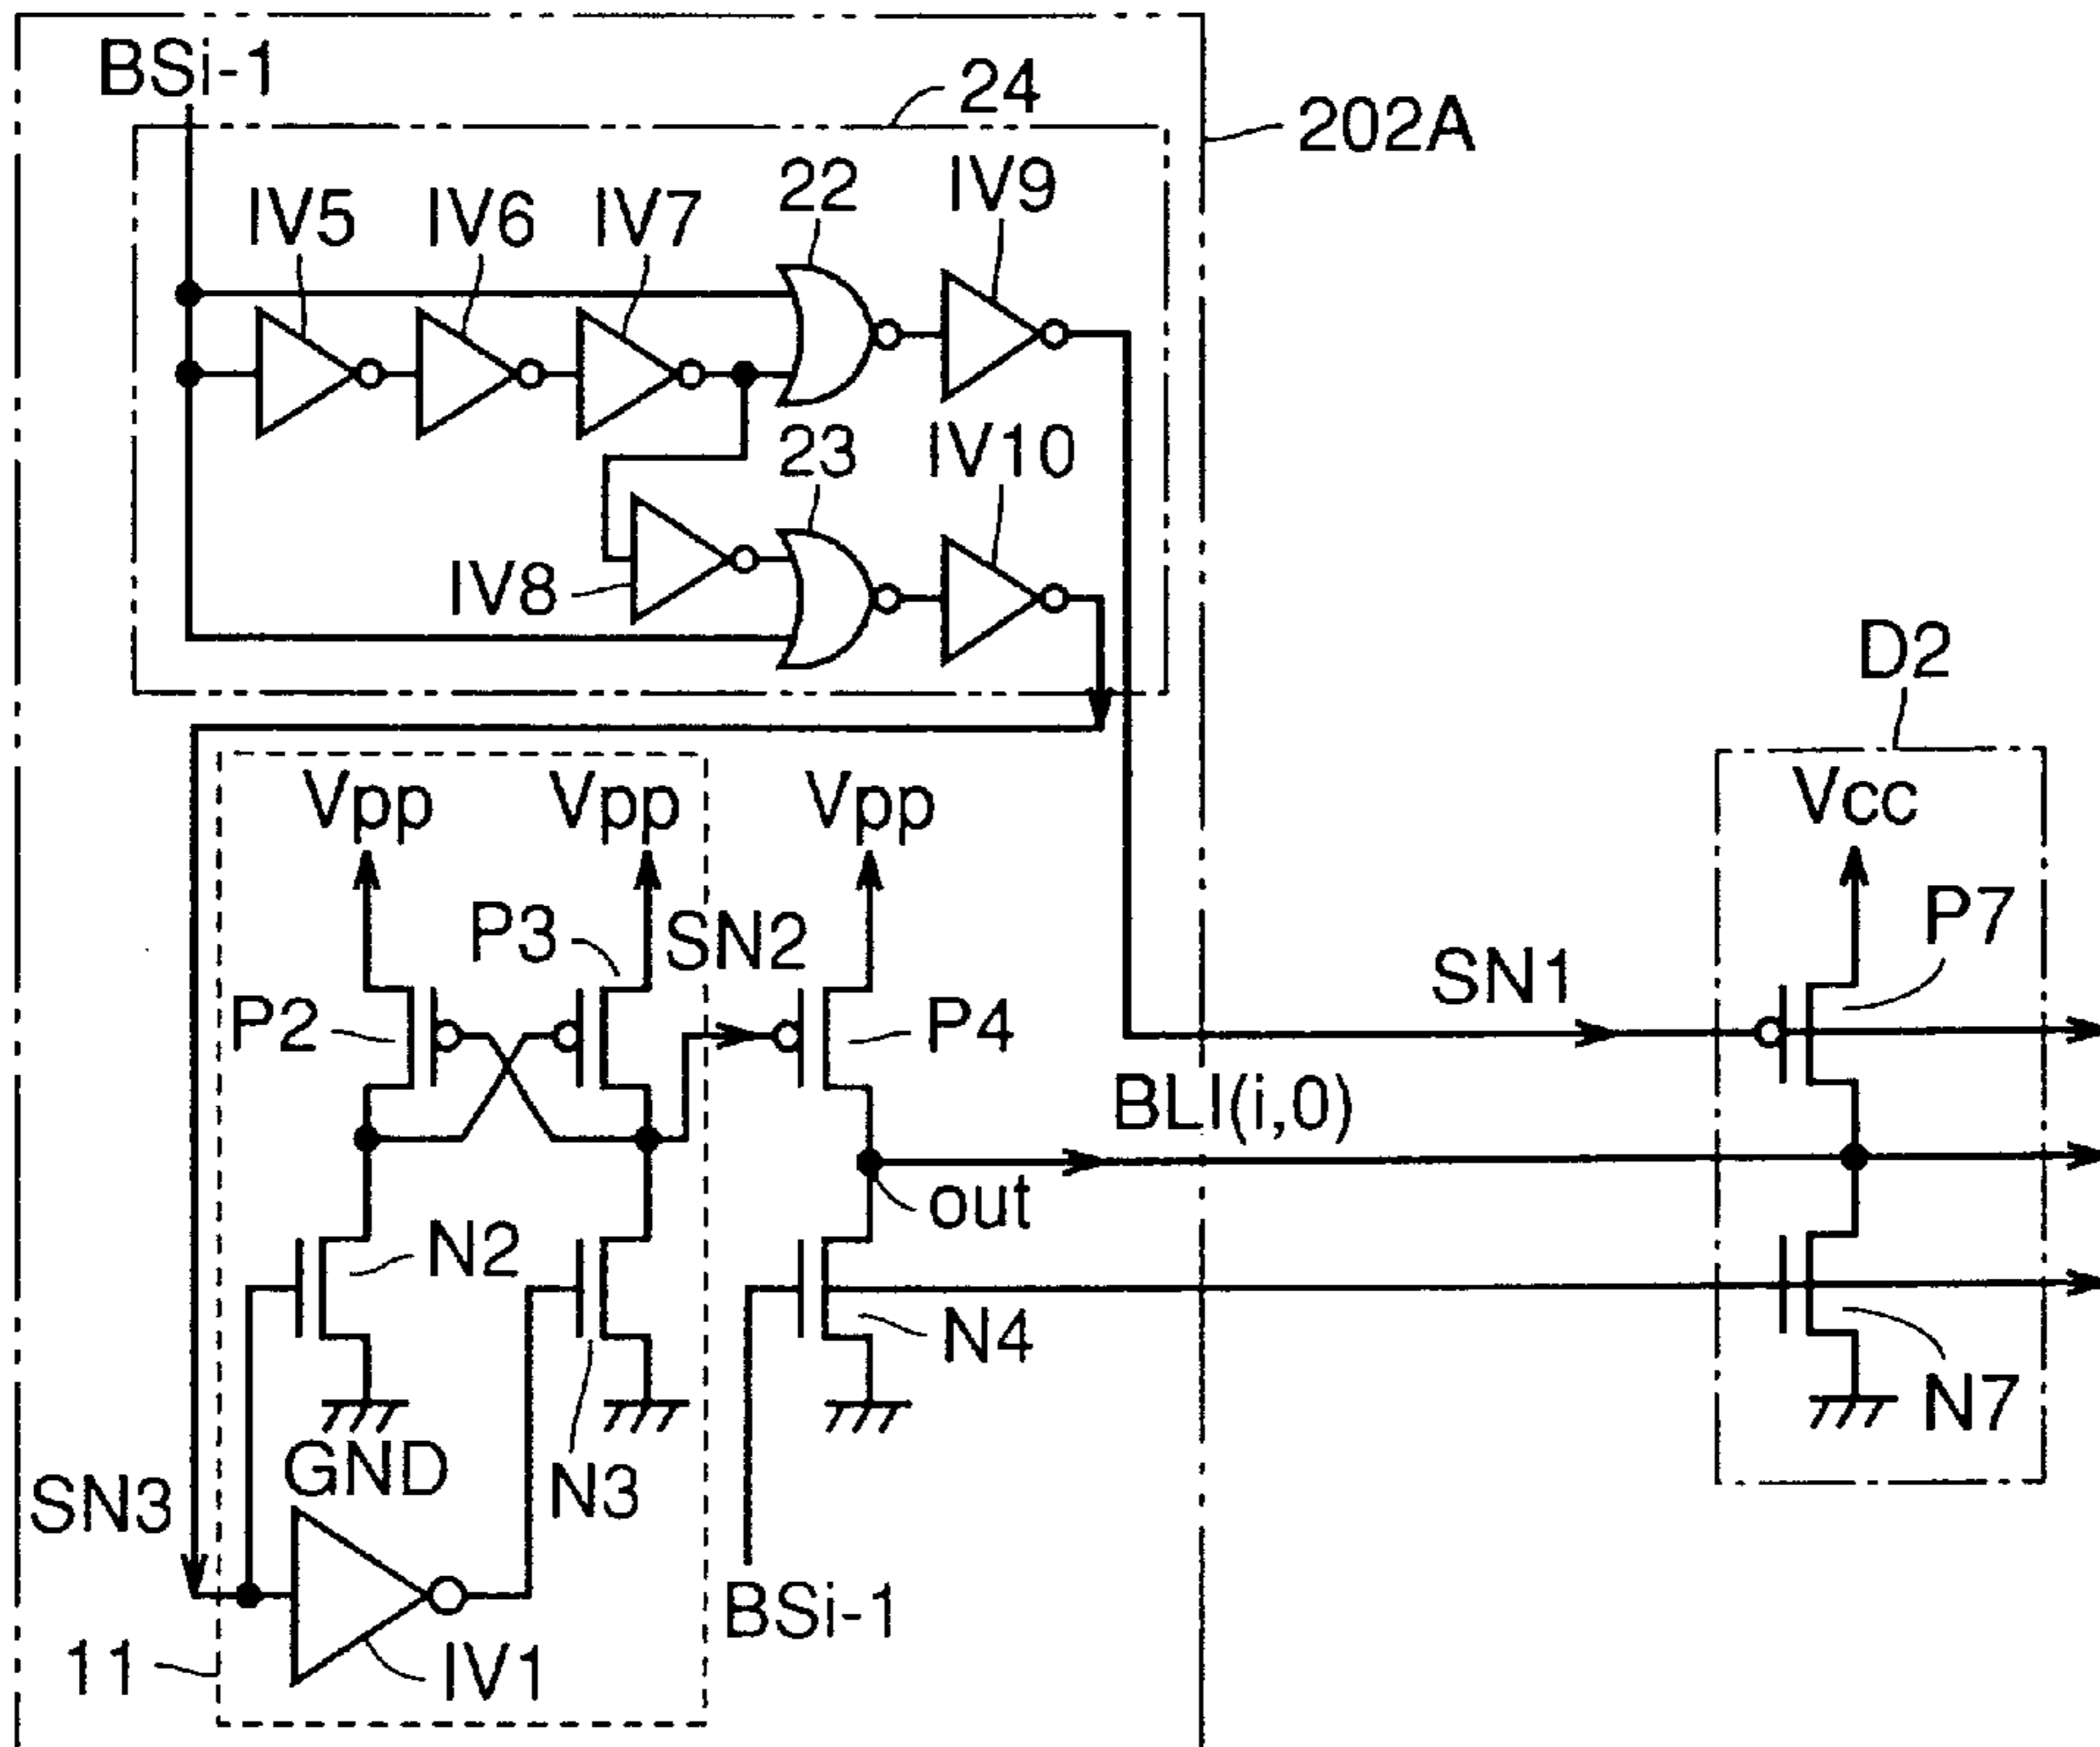 BSi-1
24
202A
22
IV9
IV5
IV6
IV7
23
IV10
IV8
D2
Vpp
Vpp
Vpp
Vcc
P3
SN2
P7
P2
P4
SN1
BLI(i,0)
out
N2
N4
N7
GND
N3
SN3
BSi-1
11
IV1